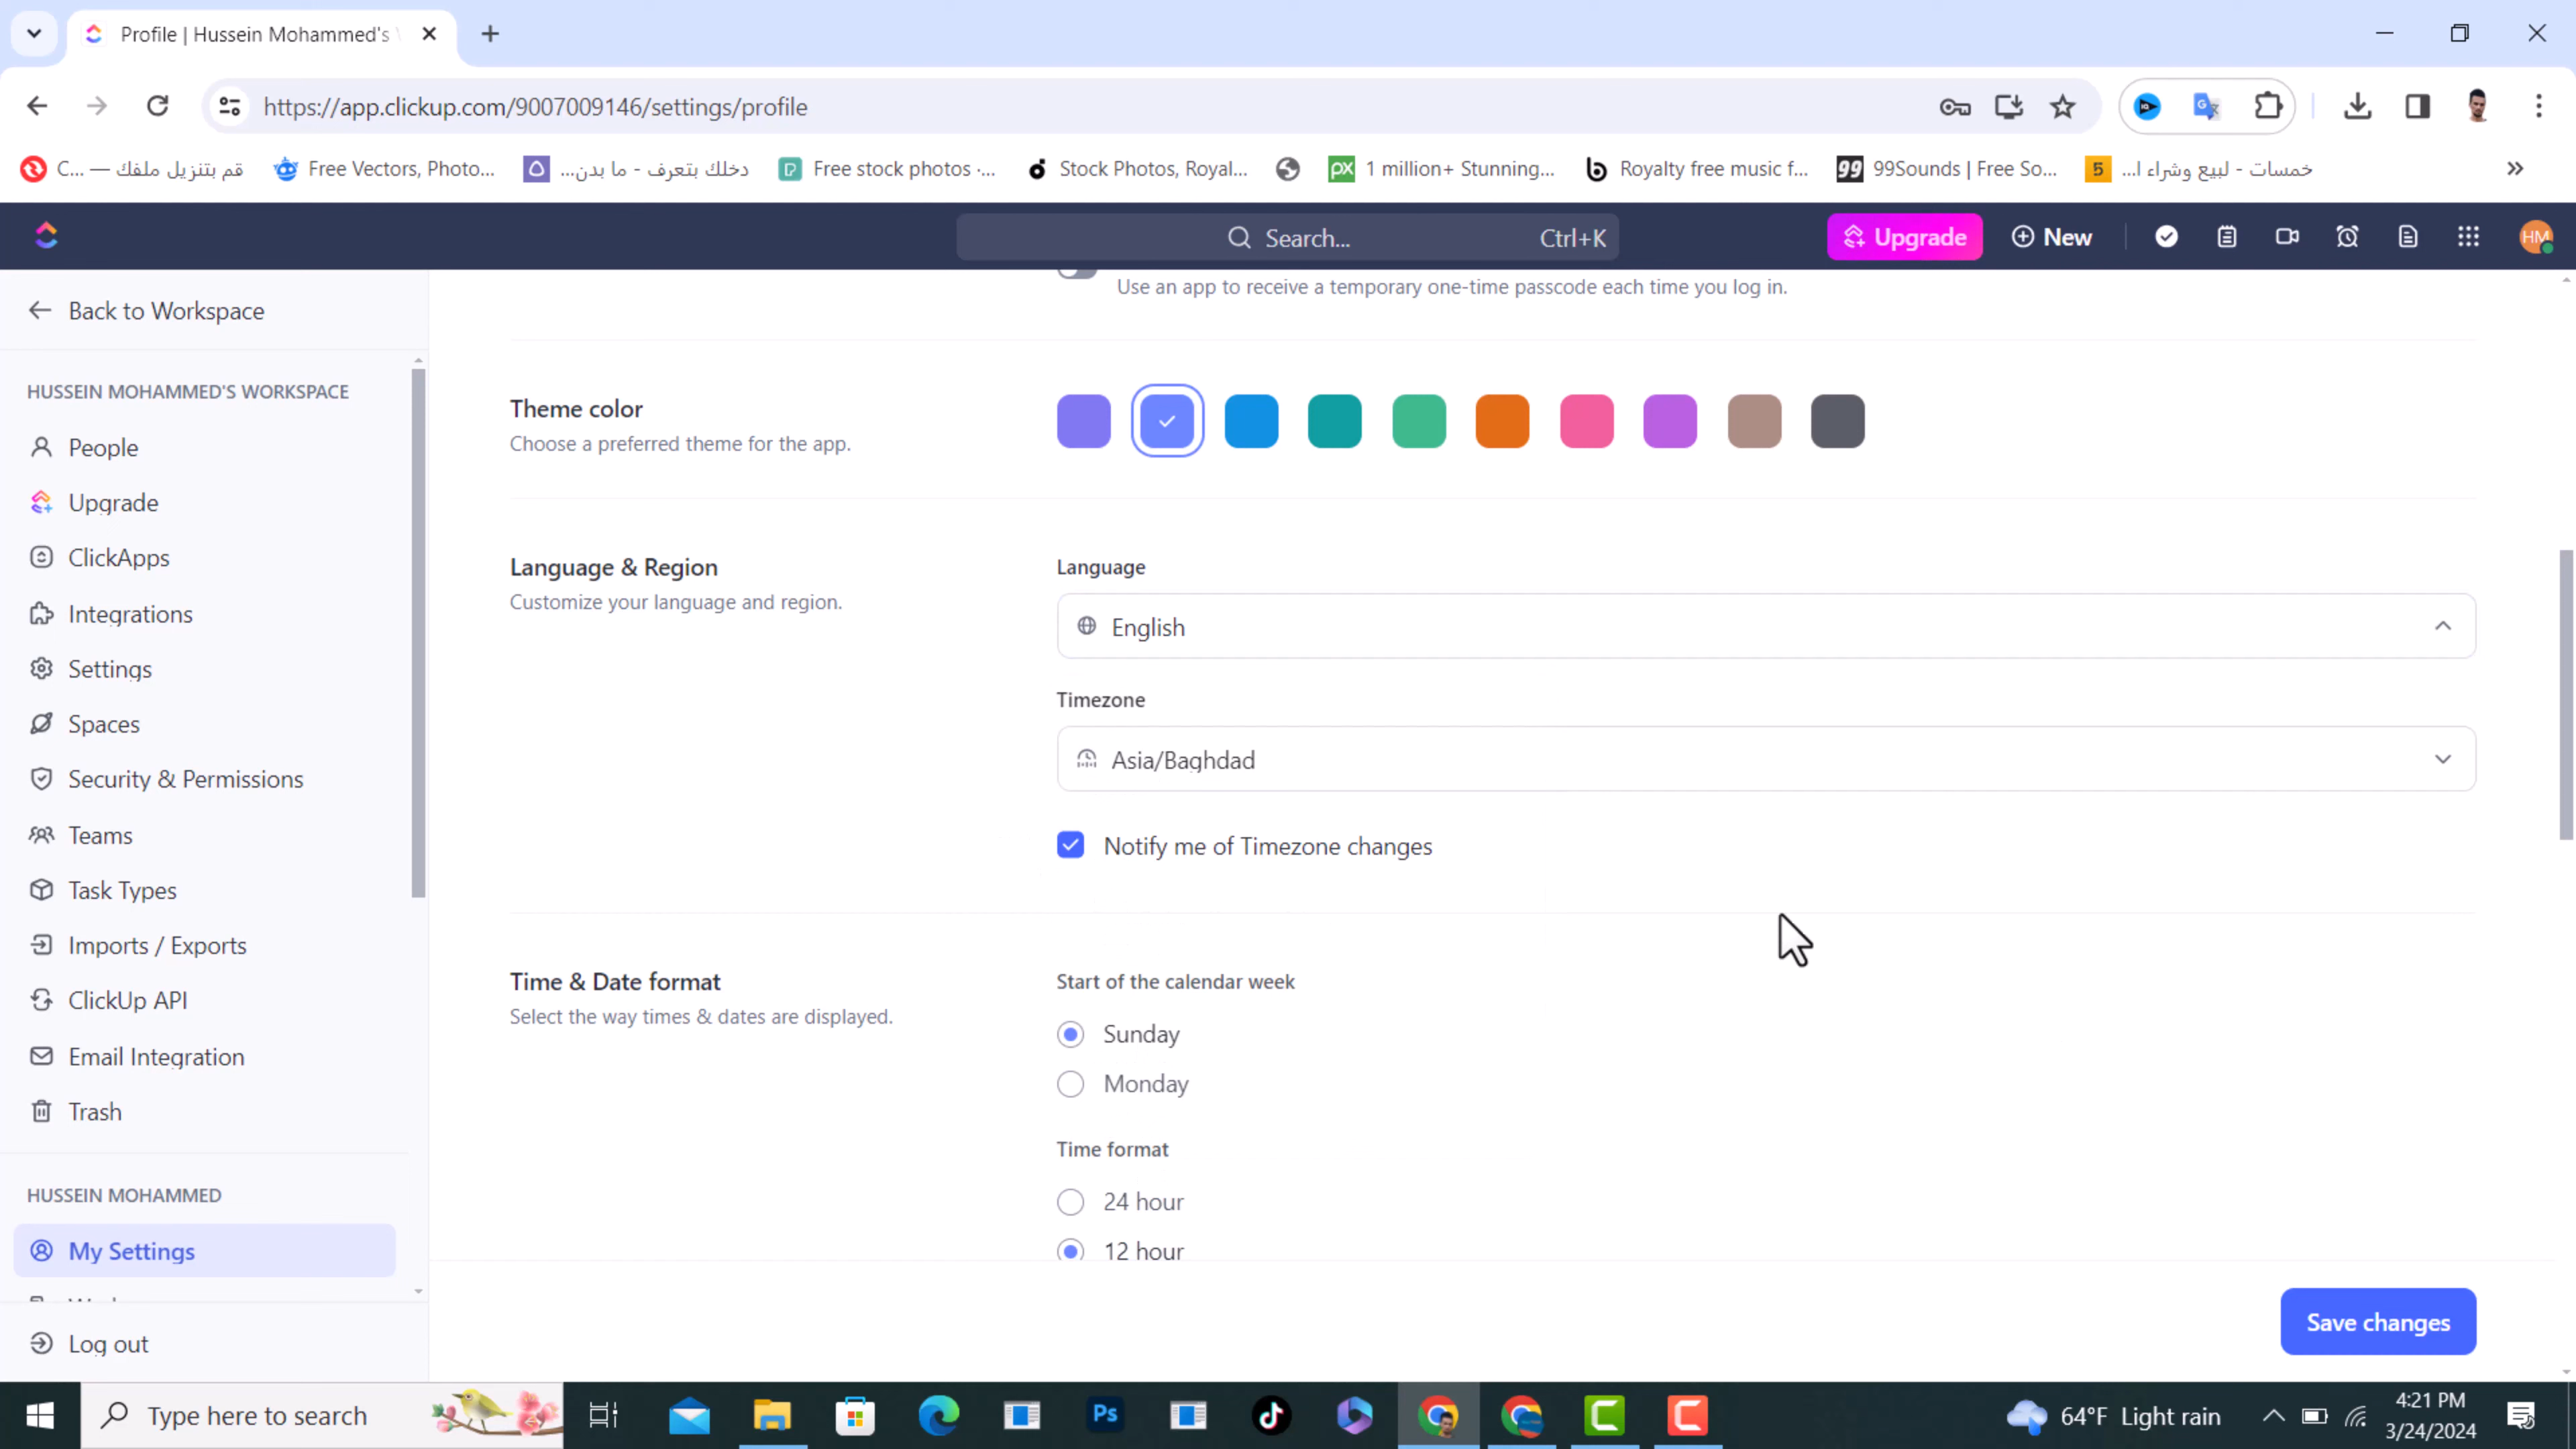 Profile | Hussein Mohammed's
https://app.clickup.com/9007009146/settings/profile
C... — قم بتنزيل ملفك
Free Vectors, Photo...
دخلك بتعرف - ما بدن...
Free stock photos ·...
Stock Photos, Royal...
px 1 million+ Stunning...
Royalty free music f...
99 99Sounds | Free So...
5 خمسات - لبيع وشراء ا...
Search... Ctrl+K
Upgrade
New
HM
Back to Workspace
Use an app to receive a temporary one-time passcode each time you log in.
HUSSEIN MOHAMMED'S WORKSPACE
People
Upgrade
ClickApps
Integrations
Settings
Spaces
Security & Permissions
Teams
Task Types
Imports / Exports
ClickUp API
Email Integration
Trash
HUSSEIN MOHAMMED
My Settings
Log out
Theme color
Choose a preferred theme for the app.
Language & Region
Customize your language and region.
Language
English
Timezone
Asia/Baghdad
Notify me of Timezone changes
Time & Date format
Select the way times & dates are displayed.
Start of the calendar week
Sunday
Monday
Time format
24 hour
12 hour
Save changes
Type here to search
Ps
64°F Light rain
4:21 PM
3/24/2024